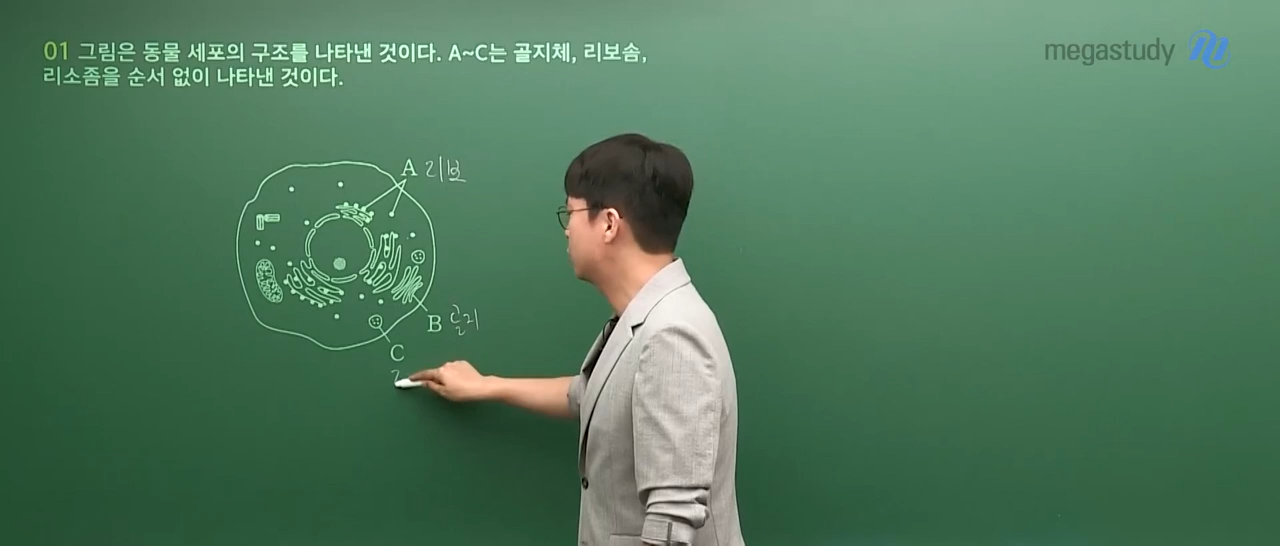 01 그림은 동물 세포의 구조를 나타낸 것이다. A~C는 골지체, 리보솜,
리소좀을 순서 없이 나타낸 것이다.
megastudy
A 리보
B 골지
C